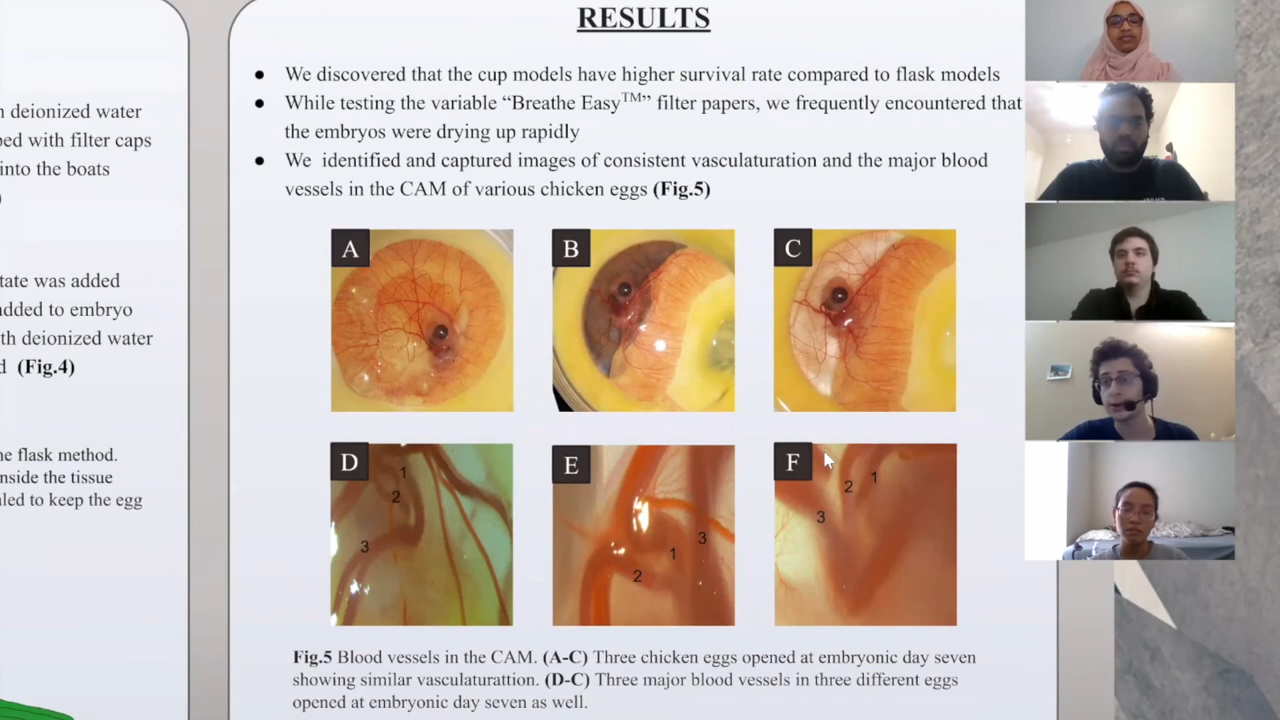 n deionized water
ped with filter caps
into the boats
)
tate was added
added to embryo
th deionized water
d (Fig.4)
he flask method.
nside the tissue
aled to keep the egg
RESULTS
● We discovered that the cup models have higher survival rate compared to flask models
● While testing the variable “Breathe Easy™” filter papers, we frequently encountered that
the embryos were drying up rapidly
● We identified and captured images of consistent vasculaturation and the major blood
vessels in the CAM of various chicken eggs (Fig.5)
A
B
C
D
1
2
3
E
1
2
3
F
1
2
3
Fig.5 Blood vessels in the CAM. (A-C) Three chicken eggs opened at embryonic day seven
showing similar vasculaturattion. (D-C) Three major blood vessels in three different eggs
opened at embryonic day seven as well.